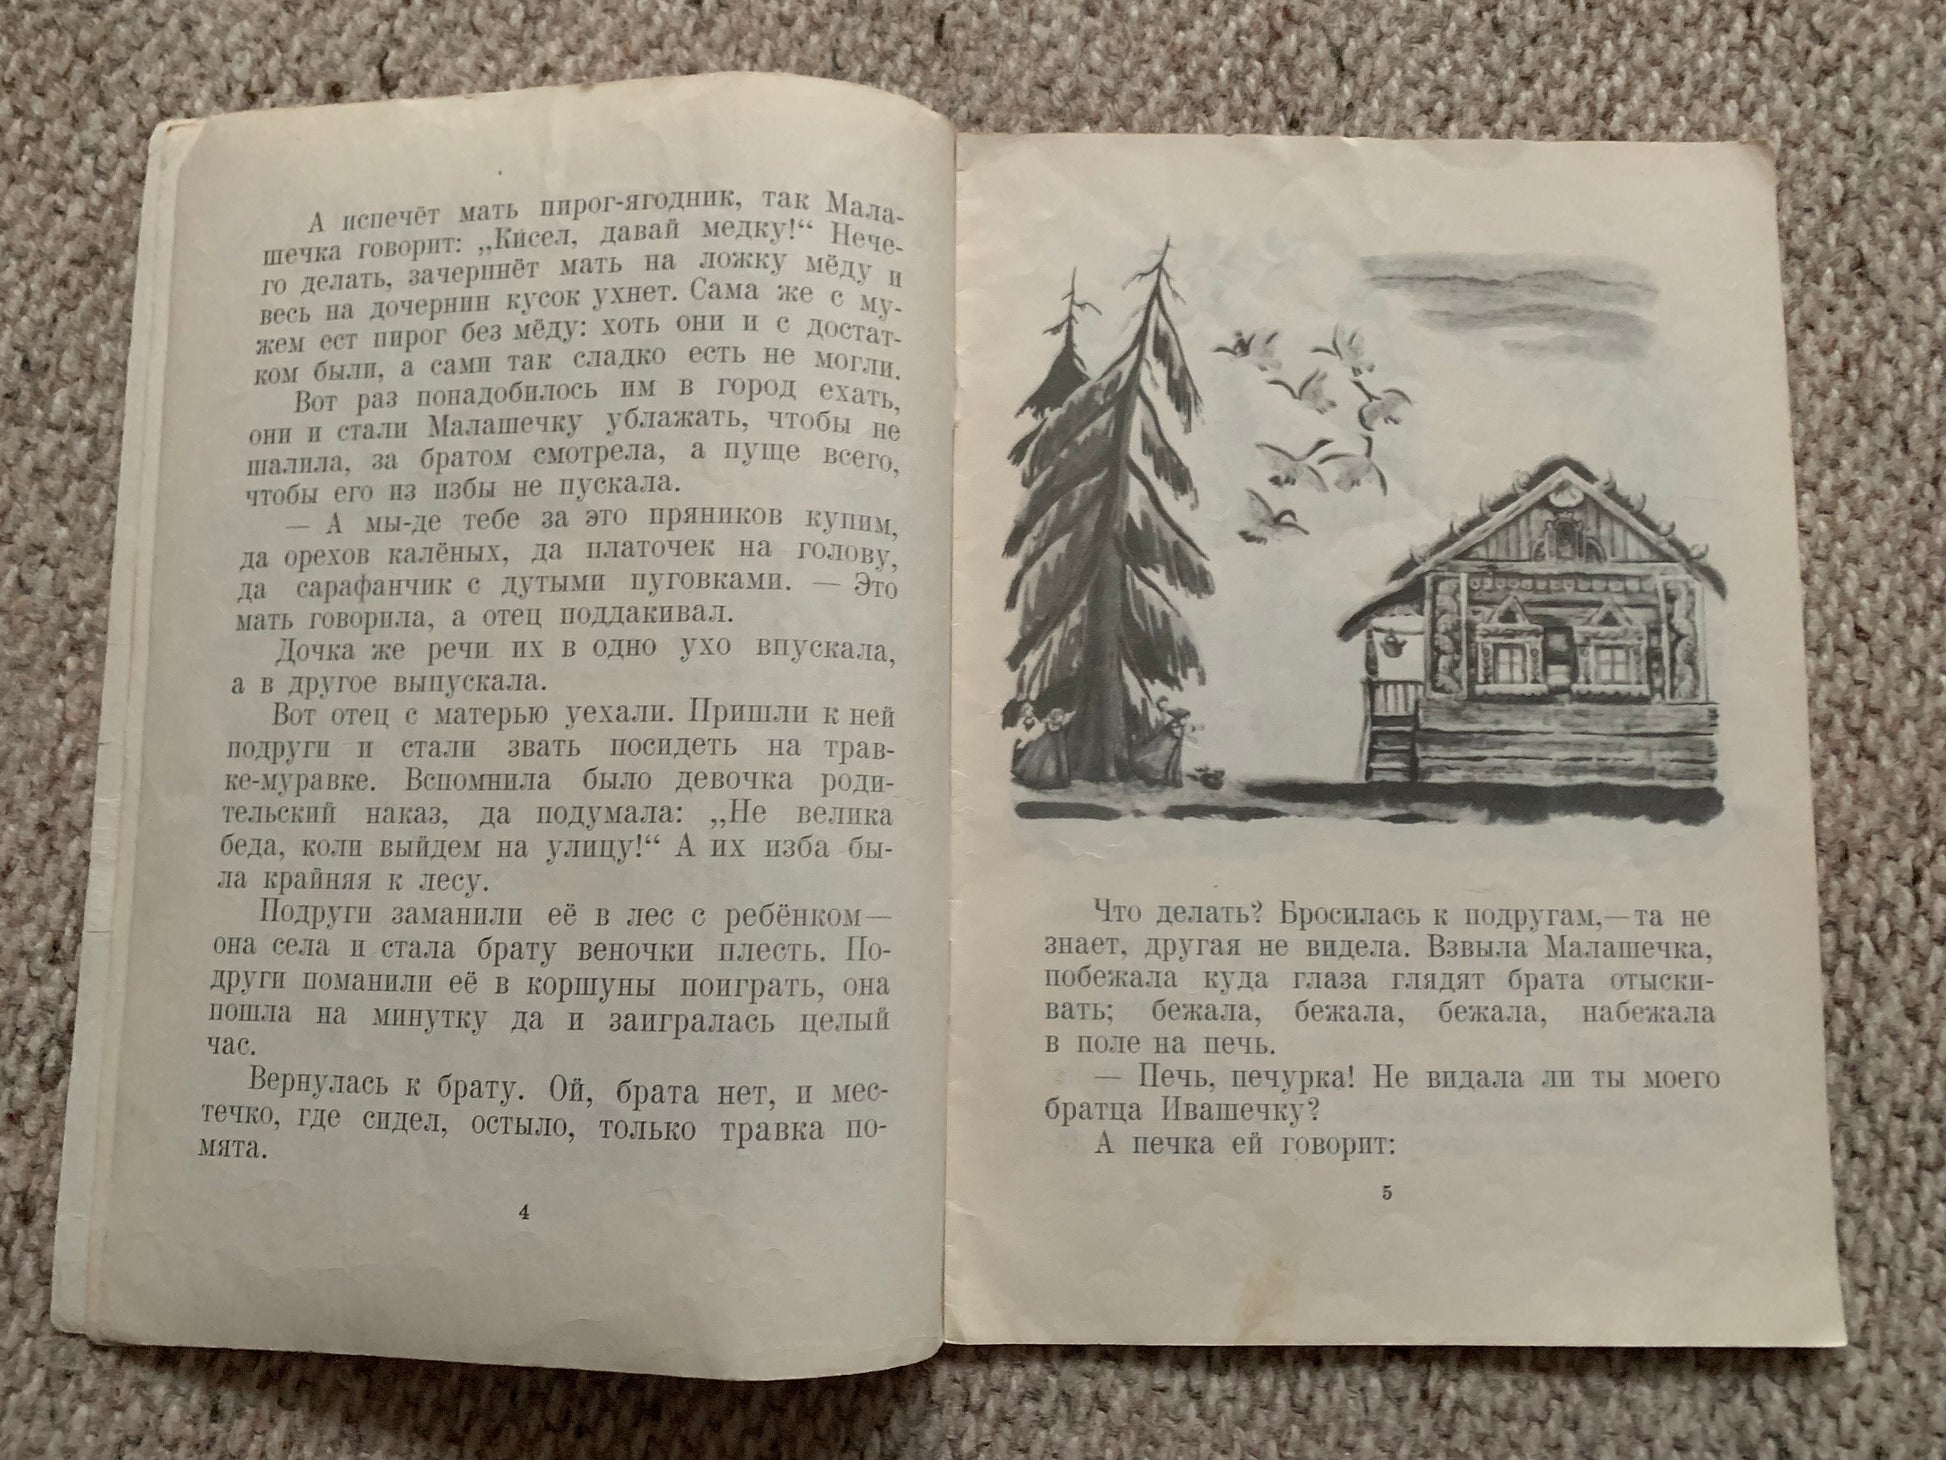 А испечёт мать пирог-ягодник, так Мала-
шечка говорит: „Кисел, давай медку!“ Нече-
го делать, зачерпнёт мать на ложку мёду и
весь на дочернин кусок ухнет. Сама же с му-
жем ест пирог без мёду: хоть они и с достат-
ком были, а сами так сладко есть не могли.
Вот раз понадобилось им в город ехать,
они и стали Малашечку ублажать, чтобы не
шалила, за братом смотрела, а пуще всего,
чтобы его из избы не пускала.
— А мы-де тебе за это пряников купим,
да орехов калёных, да платочек на голову,
да сарафанчик с дутыми пуговками. — Это
мать говорила, а отец поддакивал.
Дочка же речи их в одно ухо впускала,
а в другое выпускала.
Вот отец с матерью уехали. Пришли к ней
подруги и стали звать посидеть на трав-
ке-муравке. Вспомнила было девочка роди-
тельский наказ, да подумала: „Не велика
беда, коли выйдем на улицу!“ А их изба бы-
ла крайняя к лесу.
Подруги заманили её в лес с ребёнком—
она села и стала брату веночки плесть. По-
други поманили её в коршуны поиграть, она
пошла на минутку да и заигралась целый
час.
Вернулась к брату. Ой, брата нет, и мес-
течко, где сидел, остыло, только травка по-
мята.
4
Что делать? Бросилась к подругам,—та не
знает, другая не видела. Взвыла Малашечка,
побежала куда глаза глядят брата отыски-
вать; бежала, бежала, бежала, набежала
в поле на печь.
— Печь, печурка! Не видала ли ты моего
братца Ивашечку?
А печка ей говорит:
5